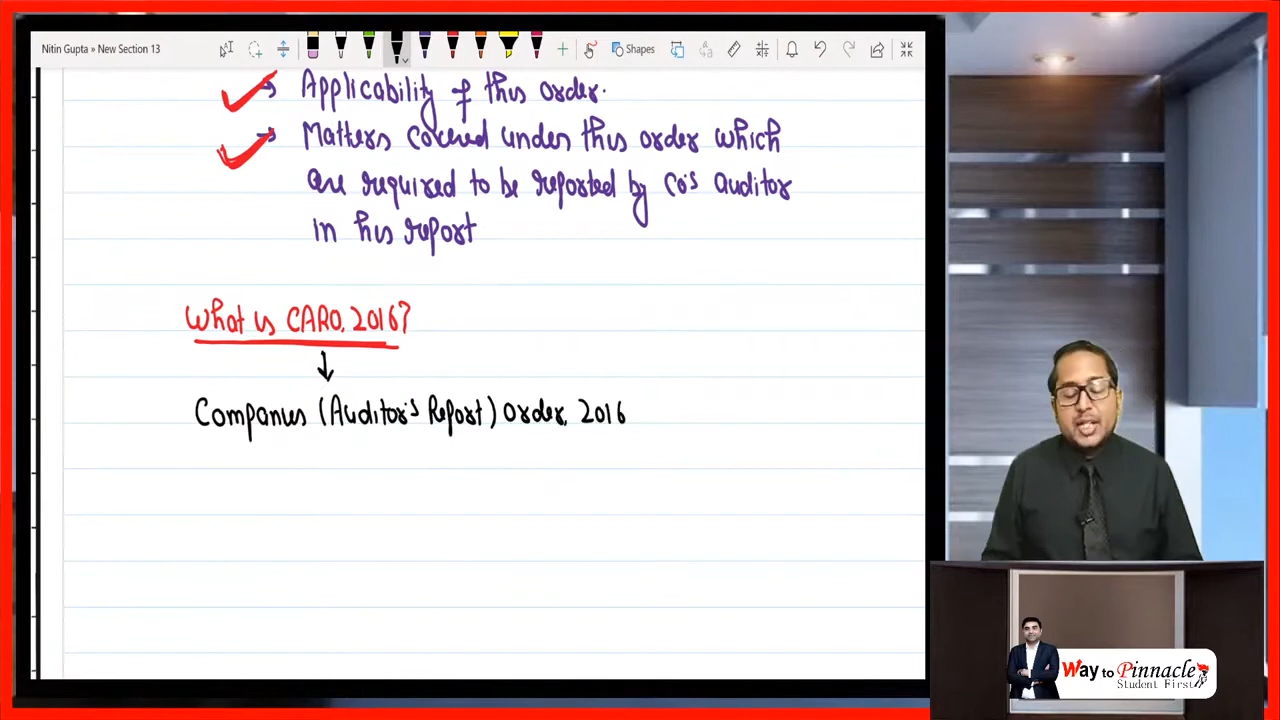 Nitin Gupta » New Section 13
Shapes
→ Applicability of this order.
→ Matters covered under this order which
are required to be reported by co's auditor
in his report
What is CARO, 2016?
↓
Companies (Auditor's Report) Order, 2016
Way to Pinnacle
Student First